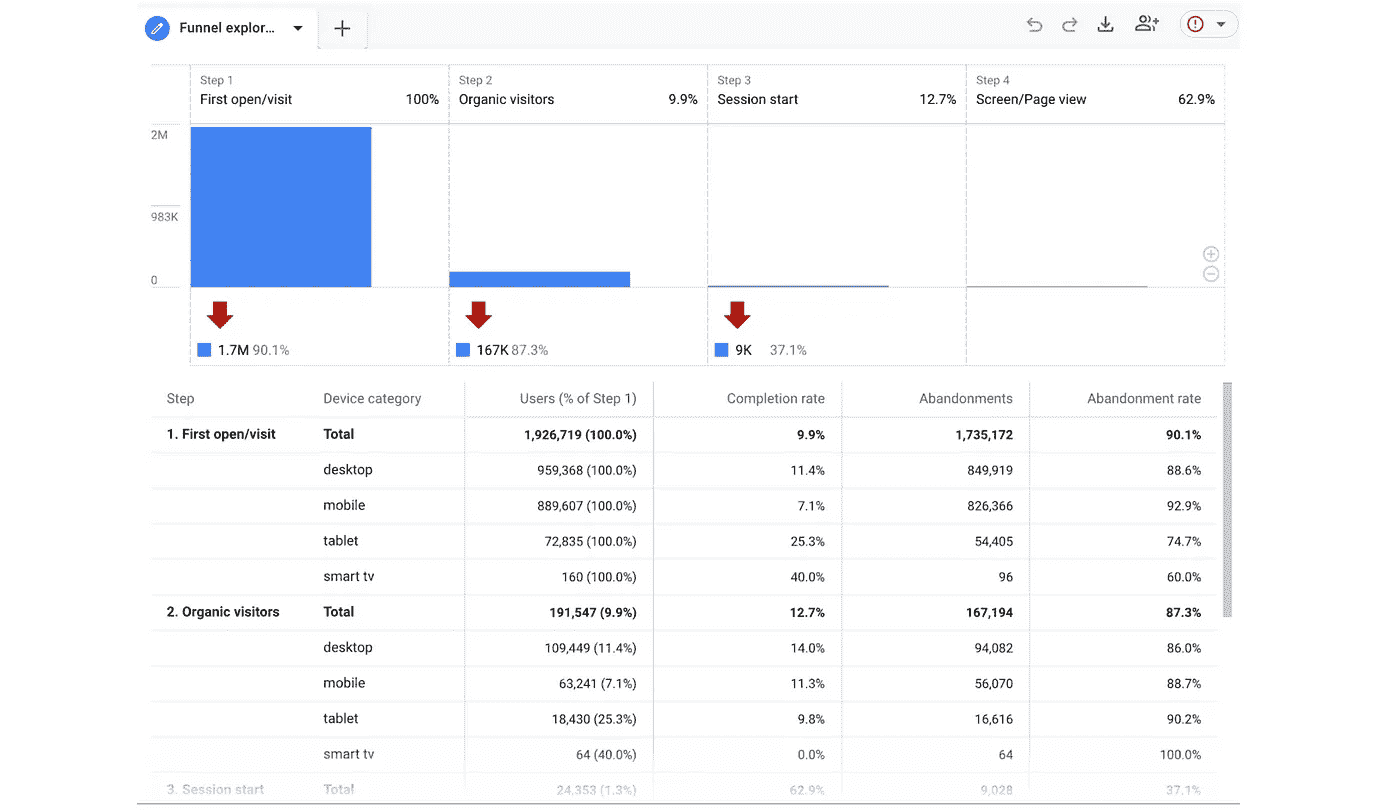 Funnel explor...
Step 1
First open/visit 100%
Step 2
Organic visitors 9.9%
Step 3
Session start 12.7%
Step 4
Screen/Page view 62.9%
2M
983K
0
1.7M 90.1%
167K 87.3%
9K 37.1%
Step Device category Users (% of Step 1) Completion rate Abandonments Abandonment rate
1. First open/visit Total 1,926,719 (100.0%) 9.9% 1,735,172 90.1%
desktop 959,368 (100.0%) 11.4% 849,919 88.6%
mobile 889,607 (100.0%) 7.1% 826,366 92.9%
tablet 72,835 (100.0%) 25.3% 54,405 74.7%
smart tv 160 (100.0%) 40.0% 96 60.0%
2. Organic visitors Total 191,547 (9.9%) 12.7% 167,194 87.3%
desktop 109,449 (11.4%) 14.0% 94,082 86.0%
mobile 63,241 (7.1%) 11.3% 56,070 88.7%
tablet 18,430 (25.3%) 9.8% 16,616 90.2%
smart tv 64 (40.0%) 0.0% 64 100.0%
3. Session start Total 24,353 (1.3%) 62.9% 9,028 37.1%